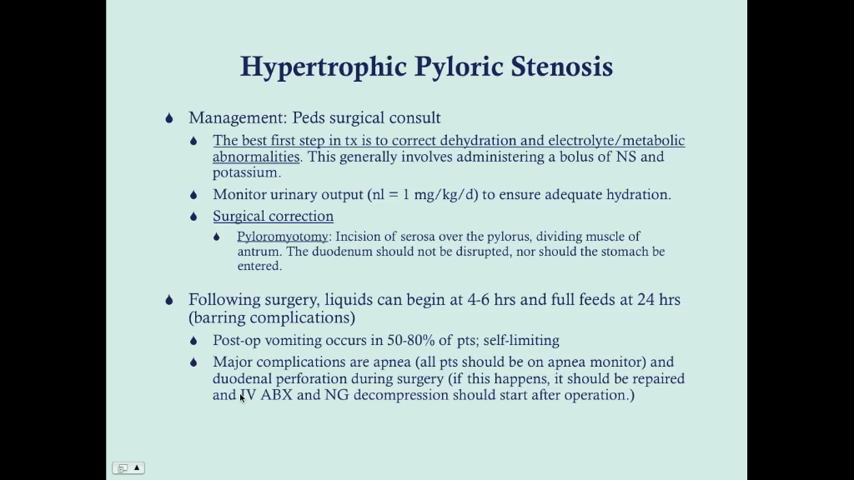 Hypertrophic Pyloric Stenosis
Management: Peds surgical consult
The best first step in tx is to correct dehydration and electrolyte/metabolic
abnormalities. This generally involves administering a bolus of NS and
potassium.
Monitor urinary output (nl = 1 mg/kg/d) to ensure adequate hydration.
Surgical correction
Pyloromyotomy: Incision of serosa over the pylorus, dividing muscle of
antrum. The duodenum should not be disrupted, nor should the stomach be
entered.
Following surgery, liquids can begin at 4-6 hrs and full feeds at 24 hrs
(barring complications)
Post-op vomiting occurs in 50-80% of pts; self-limiting
Major complications are apnea (all pts should be on apnea monitor) and
duodenal perforation during surgery (if this happens, it should be repaired
and IV ABX and NG decompression should start after operation.)